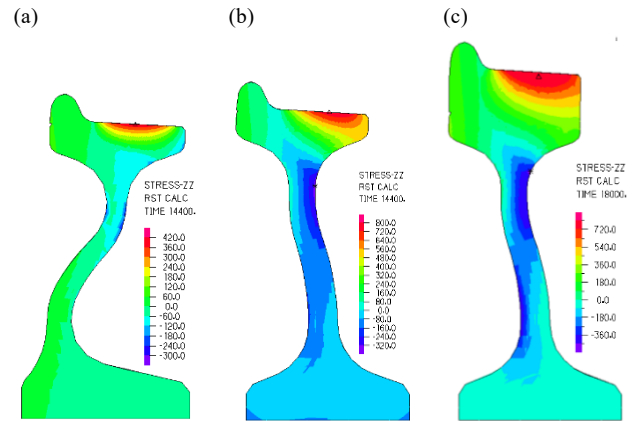 (a)
(b)
(c)
STRESS-ZZ
RST CALC
TIME 14400.
420.0
360.0
300.0
240.0
180.0
120.0
60.0
0.0
-60.0
-120.0
-180.0
-240.0
-300.0
STRESS-ZZ
RST CALC
TIME 14400.
800.0
720.0
640.0
560.0
480.0
400.0
320.0
240.0
160.0
80.0
0.0
-80.0
-160.0
-240.0
-320.0
STRESS-ZZ
RST CALC
TIME 18000.
720.0
540.0
360.0
180.0
0.0
-180.0
-360.0